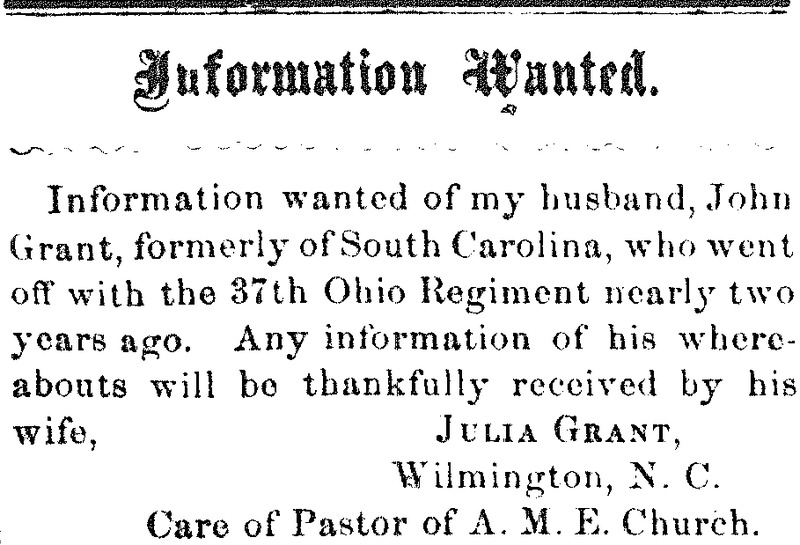 Information Wanted.
Information wanted of my husband, John
Grant, formerly of South Carolina, who went
off with the 37th Ohio Regiment nearly two
years ago. Any information of his where-
abouts will be thankfully received by his
wife, JULIA GRANT,
Wilmington, N. C.
Care of Pastor of A. M. E. Church.